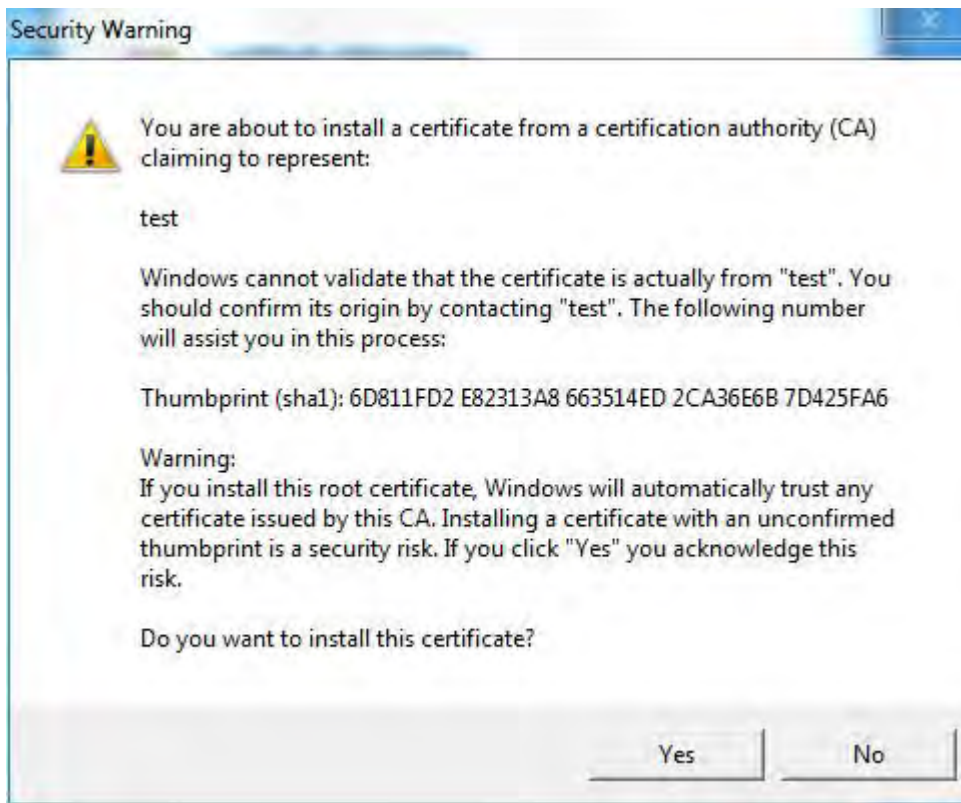 Security Warning
You are about to install a certificate from a certification authority (CA)
claiming to represent:
test
Windows cannot validate that the certificate is actually from "test". You
should confirm its origin by contacting "test". The following number
will assist you in this process:
Thumbprint (sha1): 6D811FD2 E82313A8 663514ED 2CA36E6B 7D425FA6
Warning:
If you install this root certificate, Windows will automatically trust any
certificate issued by this CA. Installing a certificate with an unconfirmed
thumbprint is a security risk. If you click "Yes" you acknowledge this
risk.
Do you want to install this certificate?
Yes
No